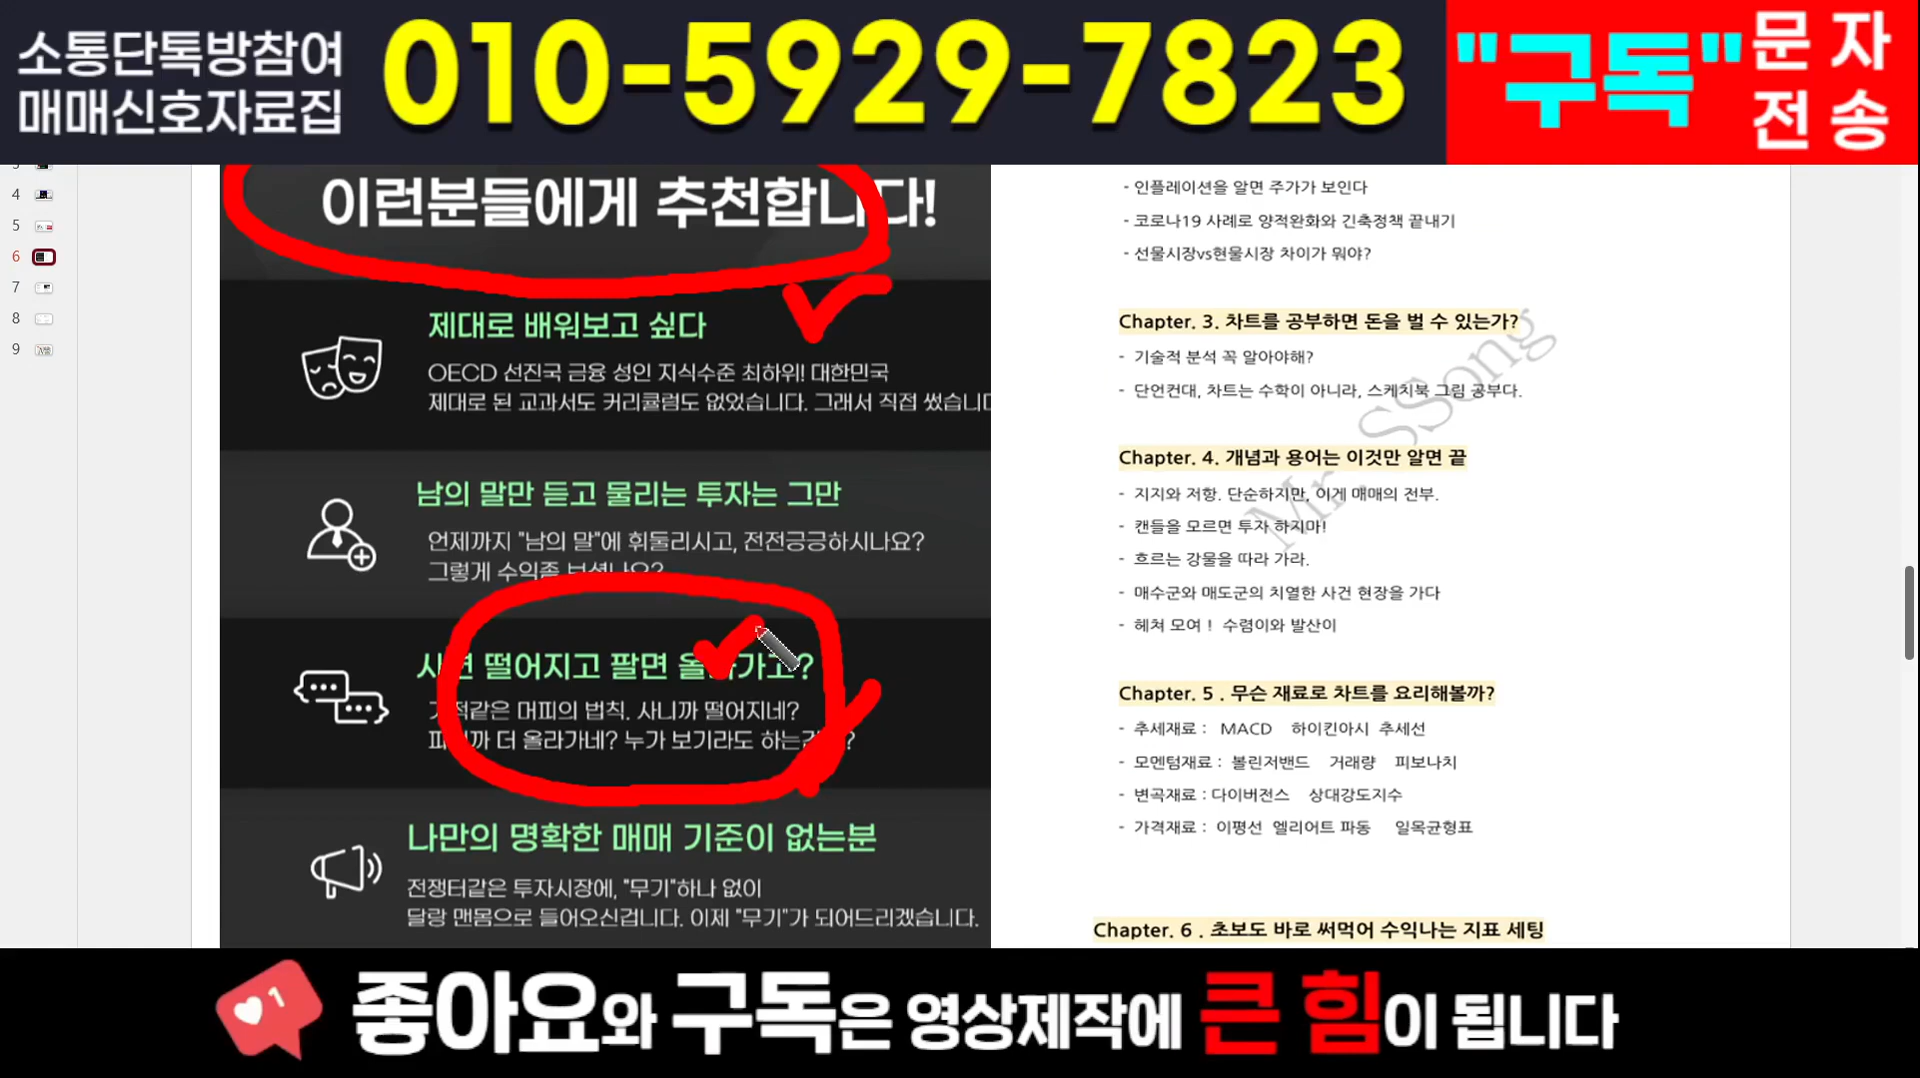 소통단톡방참여
매매신호자료집
010-5929-7823
"구독"
문자
전송
4
5
6
7
8
9
이런분들에게 추천합니다!
제대로 배워보고 싶다
OECD 선진국 금융 성인 지식수준 최하위! 대한민국
제대로 된 교과서도 커리큘럼도 없었습니다. 그래서 직접 썼습니다
남의 말만 듣고 물리는 투자는 그만
언제까지 "남의 말"에 휘둘리시고, 전전긍긍하시나요?
그렇게 수익좀 보셨나요?
떨어지고 팔면
머피의 법칙. 사니까 떨어지네?
더 올라가네? 누가 보기라도
나만의 명확한 매매 기준이 없는분
전쟁터같은 투자시장에, "무기"하나 없이
달랑 맨몸으로 들어오신겁니다. 이제 "무기"가 되어드리겠습니다.
- 인플레이션을 알면 주가가 보인다
- 코로나19 사례로 양적완화와 긴축정책 끝내기
- 선물시장vs현물시장 차이가 뭐야?
Chapter. 3. 차트를 공부하면 돈을 벌 수 있는가?
- 기술적 분석 꼭 알아야해?
- 단언컨대, 차트는 수학이 아니라, 스케치북 그림 공부다.
Chapter. 4. 개념과 용어는 이것만 알면 끝
- 지지와 저항. 단순하지만, 이게 매매의 전부.
- 캔들을 모르면 투자 하지마!
- 흐르는 강물을 따라 가라.
- 매수군와 매도군의 치열한 사건 현장을 가다
- 헤쳐 모여 ! 수렴이와 발산이
Chapter. 5 . 무슨 재료로 차트를 요리해볼까?
- 추세재료 : MACD 하이킨아시 추세선
- 모멘텀재료 : 볼린저밴드 거래량 피보나치
- 변곡재료 : 다이버전스 상대강도지수
- 가격재료 : 이평선 엘리어트 파동 일목균형표
Chapter. 6 . 초보도 바로 써먹어 수익나는 지표 세팅
Mr. SSong
1
좋아요와 구독은 영상제작에 큰 힘이 됩니다